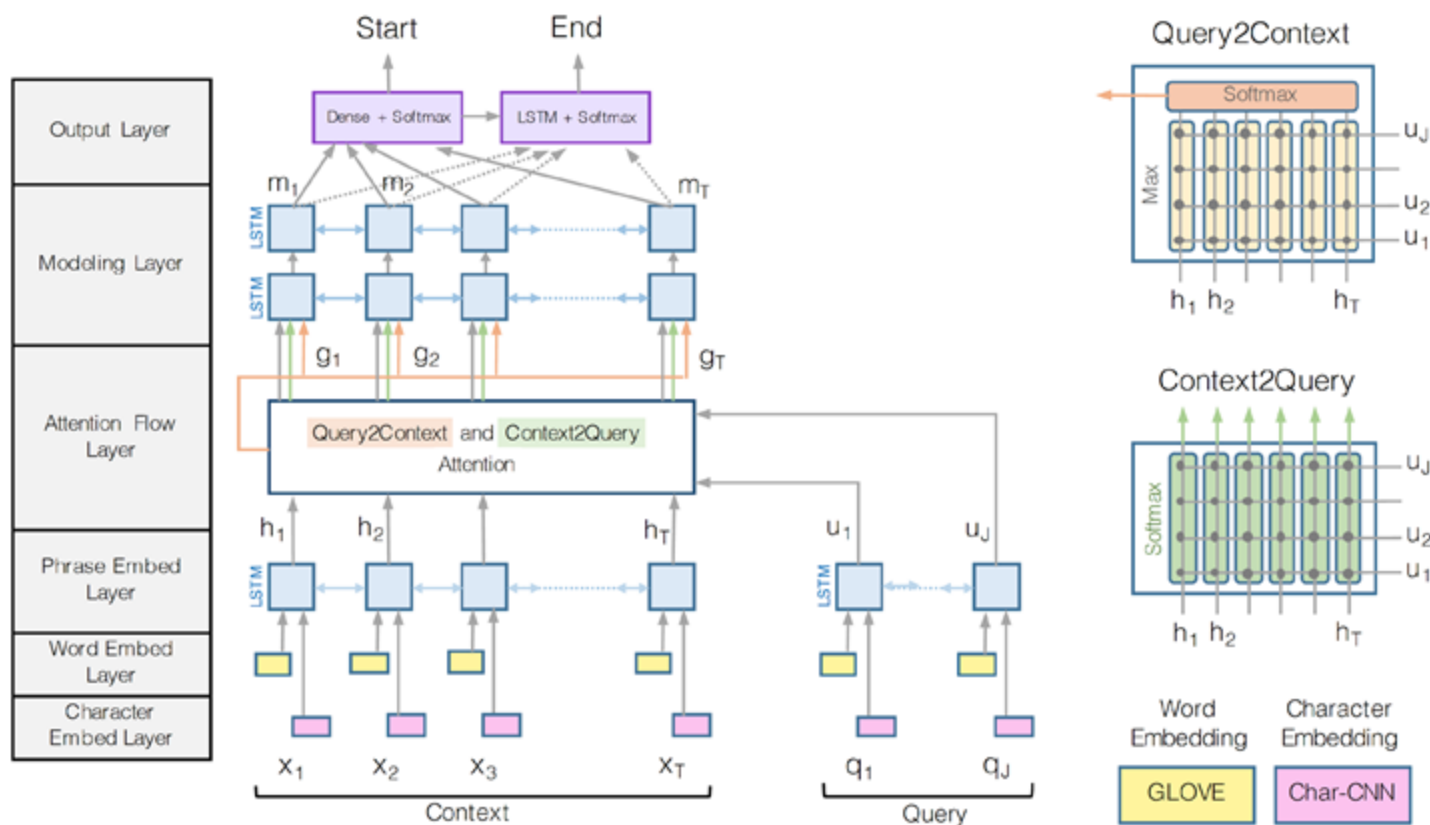 Start End
Output Layer
Dense + Softmax
LSTM + Softmax
m1 m2 mT
Modeling Layer
LSTM
LSTM
g1 g2 gT
Attention Flow
Layer
Query2Context and Context2Query
Attention
h1 h2 hT u1 uJ
Phrase Embed
Layer
LSTM
LSTM
Word Embed
Layer
Character
Embed Layer
x1 x2 x3 xT q1 qJ
Context Query
Query2Context
Softmax
Max
uJ
u2
u1
h1 h2 hT
Context2Query
Softmax
uJ
u2
u1
h1 h2 hT
Word
Embedding
GLOVE
Character
Embedding
Char-CNN